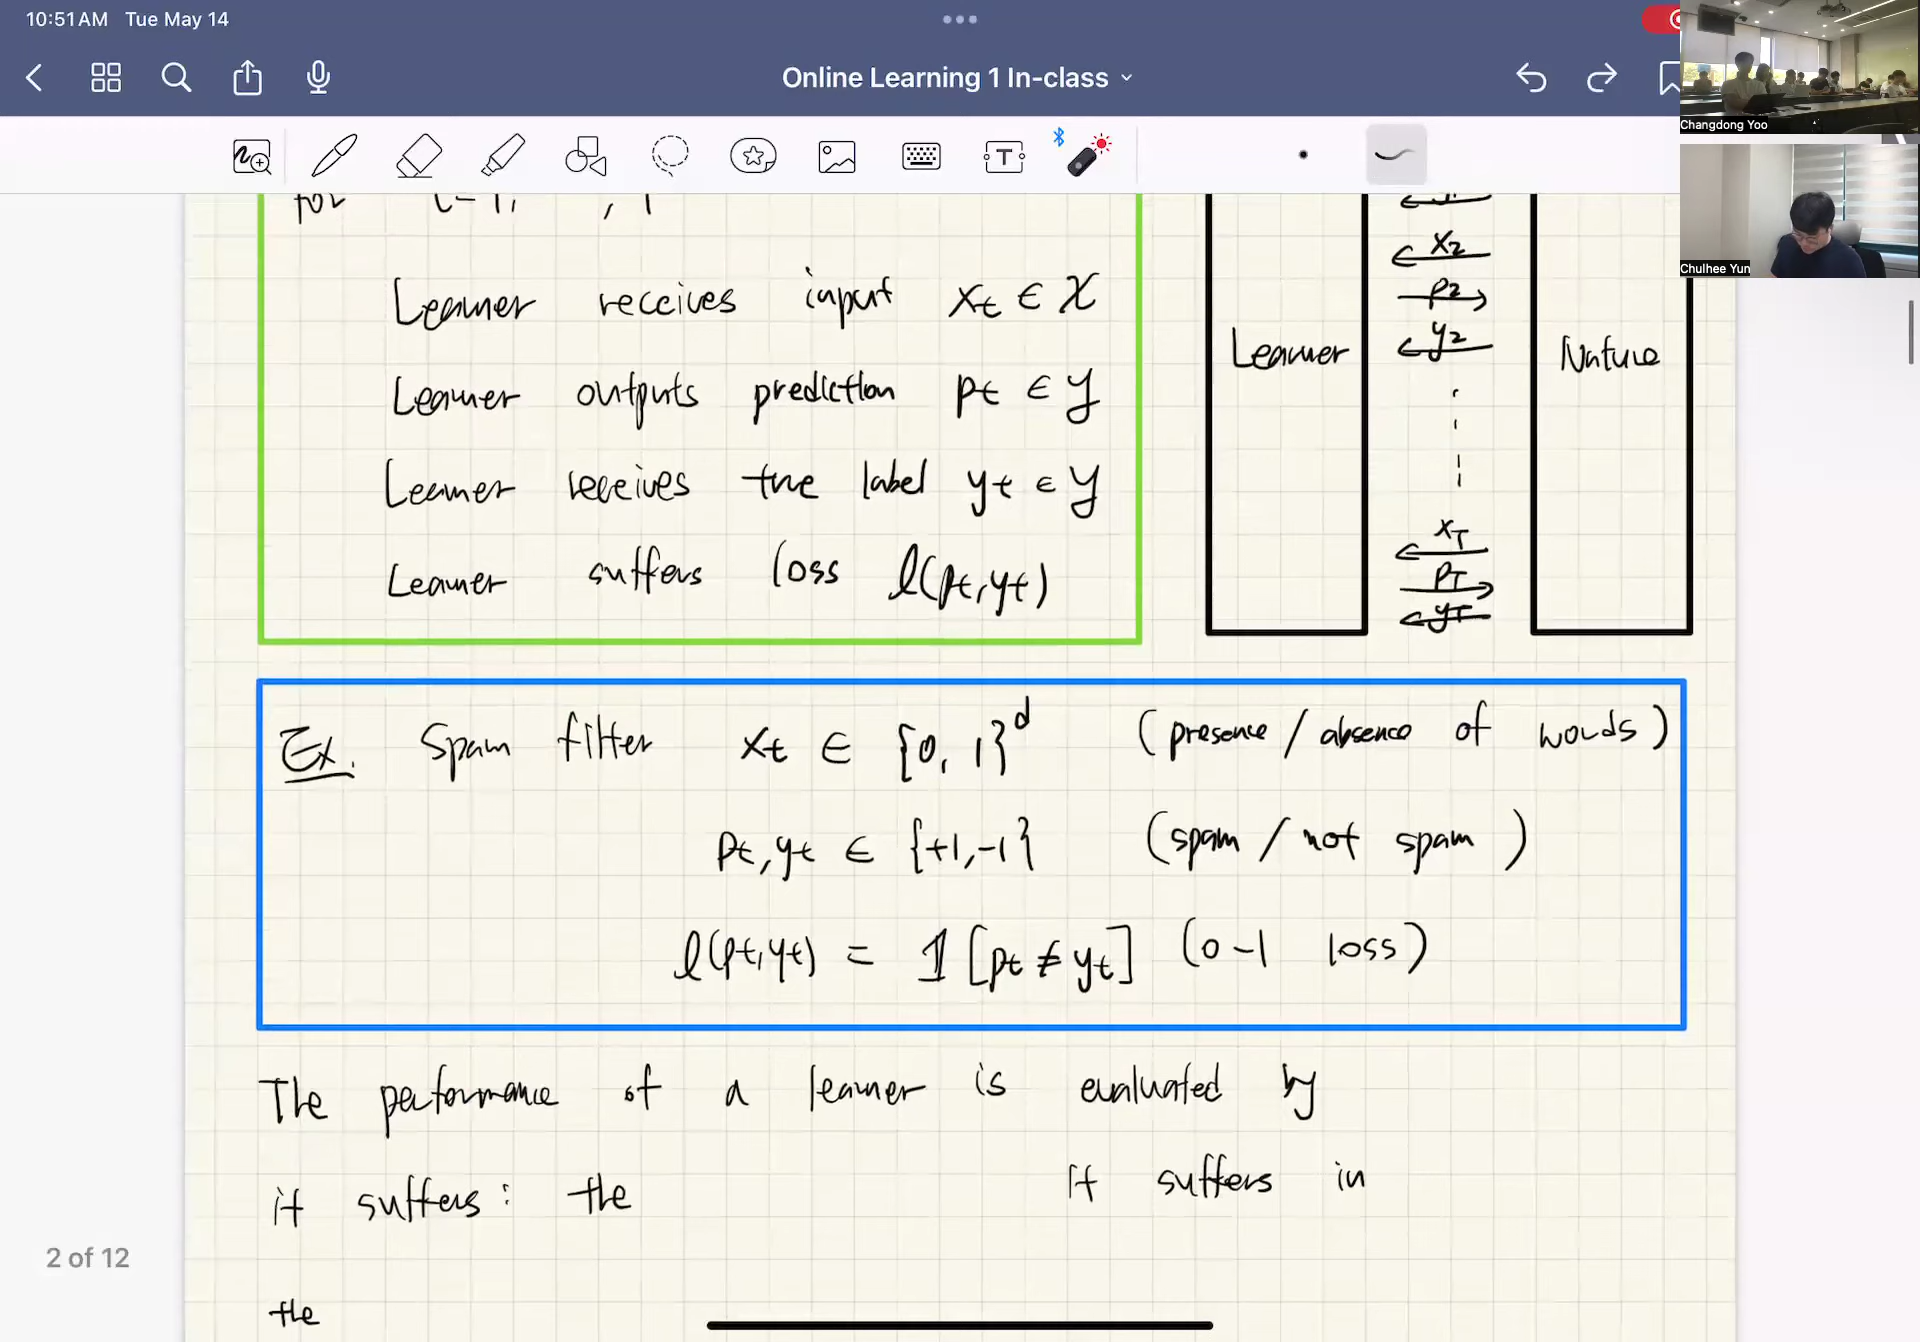 10:51 AM Tue May 14
Online Learning 1 In-class
Changdong Yoo
Chulhee Yun
for t=1, , T
Learner receives input xt ∈ X
Learner outputs prediction pt ∈ Y
Learner receives true label yt ∈ Y
Learner suffers loss l(pt, yt)
x2
p2
y2
Learner
Nature
xT
pT
yT
Ex. Spam filter xt ∈ {0, 1}^d (presence / absence of words)
pt, yt ∈ {+1, -1} (spam / not spam)
l(pt, yt) = 𝟙 [pt ≠ yt] (0-1 loss)
The performance of a learner is evaluated by
it suffers : the it suffers in
the
2 of 12